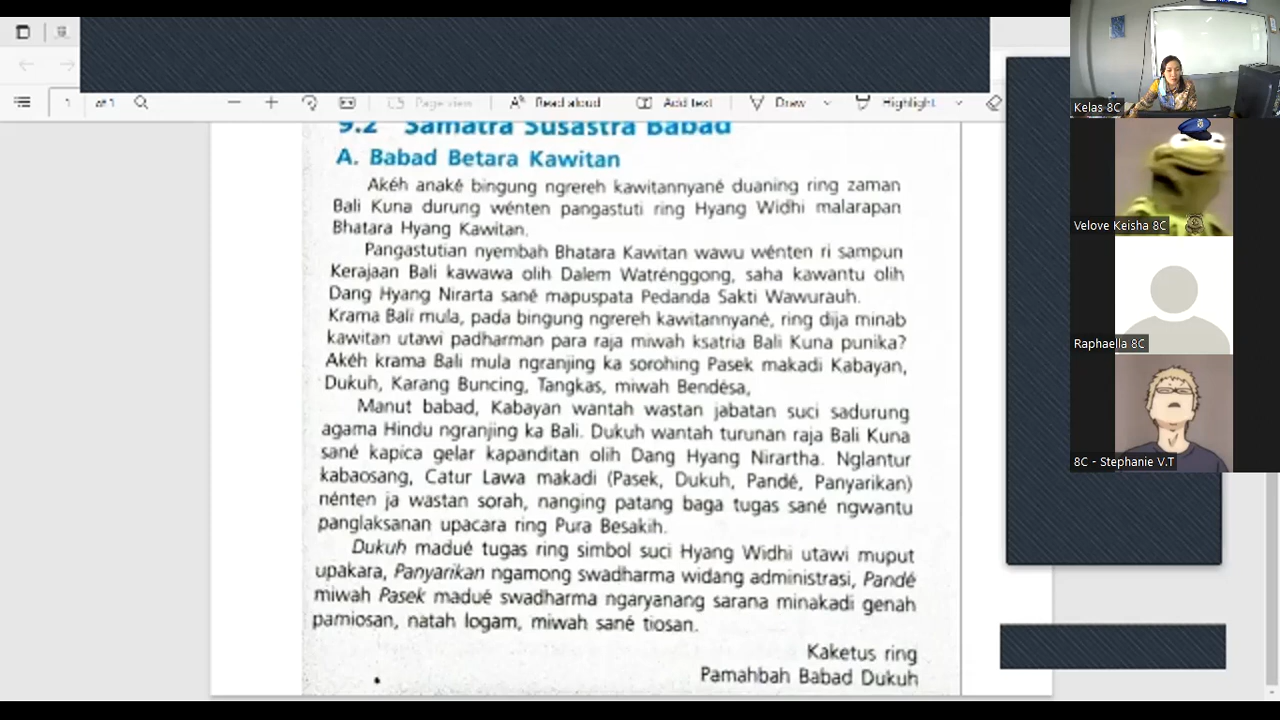 1 of 1
Page view
Read aloud
Add text
Draw
Highlight
9.2 Samatra Susastra Babad
A. Babad Betara Kawitan
Akéh anaké bingung ngrereh kawitannyané duaning ring zaman
Bali Kuna durung wénten pangastuti ring Hyang Widhi malarapan
Bhatara Hyang Kawitan.
Pangastutian nyembah Bhatara Kawitan wawu wénten ri sampun
Kerajaan Bali kawawa olih Dalem Watrénggong, saha kawantu olih
Dang Hyang Nirarta sané mapuspata Pedanda Sakti Wawurauh.
Krama Bali mula, pada bingung ngrereh kawitannyané, ring dija minab
kawitan utawi padharman para raja miwah ksatria Bali Kuna punika?
Akéh krama Bali mula ngranjing ka sorohing Pasek makadi Kabayan,
Dukuh, Karang Buncing, Tangkas, miwah Bendésa,
Manut babad, Kabayan wantah wastan jabatan suci sadurung
agama Hindu ngranjing ka Bali. Dukuh wantah turunan raja Bali Kuna
sané kapica gelar kapanditan olih Dang Hyang Nirartha. Nglantur
kabaosang, Catur Lawa makadi (Pasek, Dukuh, Pandé, Panyarikan)
nénten ja wastan sorah, nanging patang baga tugas sané ngwantu
panglaksanan upacara ring Pura Besakih.
Dukuh madué tugas ring simbol suci Hyang Widhi utawi muput
upakara, Panyarikan ngamong swadharma widang administrasi, Pandé
miwah Pasek madué swadharma ngaryanang sarana minakadi genah
pamiosan, natah logam, miwah sané tiosan.
Kaketus ring
Pamahbah Babad Dukuh
Kelas 8C
Velove Keisha 8C
Raphaella 8C
8C - Stephanie V.T